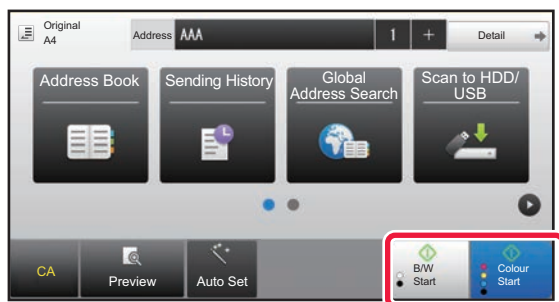 Original
A4
Address AAA 1 + Detail
Address Book
Sending History
Global
Address Search
Scan to HDD/
USB
CA
Preview
Auto Set
B/W
Start
Colour
Start